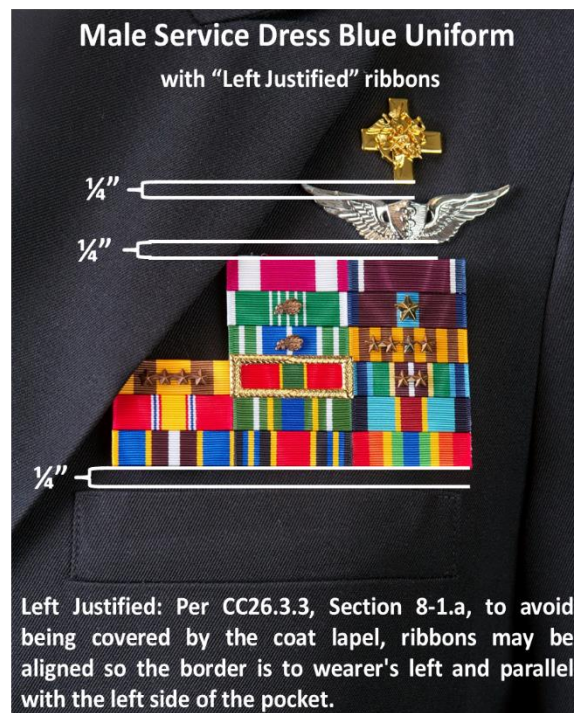 Male Service Dress Blue Uniform
with “Left Justified” ribbons
¼”
¼”
¼”
Left Justified: Per CC26.3.3, Section 8-1.a, to avoid
being covered by the coat lapel, ribbons may be
aligned so the border is to wearer's left and parallel
with the left side of the pocket.